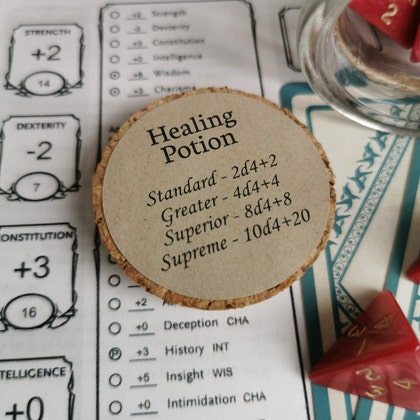 Healing
Potion
Standard - 2d4+2
Greater - 4d4+4
Superior - 8d4+8
Supreme - 10d4+20
STRENGTH
+2
14
DEXTERITY
-2
7
CONSTITUTION
+3
16
TELLIGENCE
+0
+2 Strength
-2 Dexterity
+3 Constitution
+0 Intelligence
Wisdom
+3 Charisma
+2
+0 Deception CHA
P +3 History INT
+5 Insight WIS
+0 Intimidation CHA
2